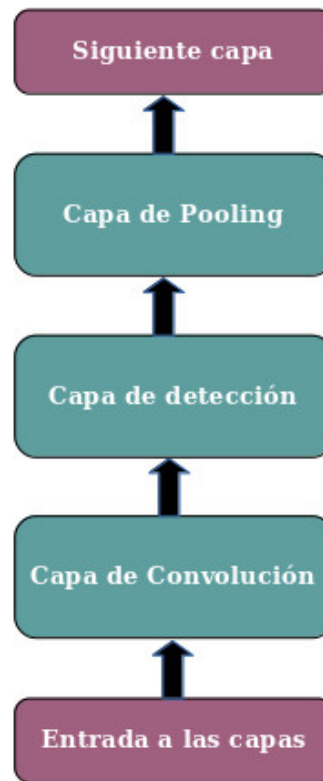 Siguiente capa
Capa de Pooling
Capa de detección
Capa de Convolución
Entrada a las capas